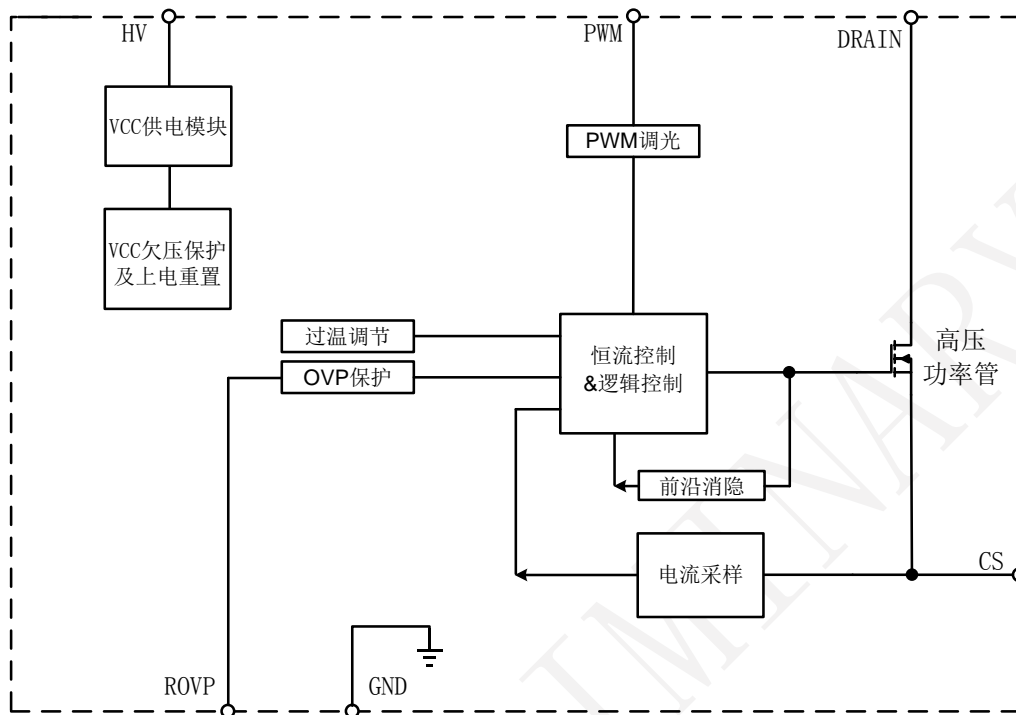 HV
PWM
DRAIN
VCC供电模块
PWM调光
VCC欠压保护
及上电重置
过温调节
OVP保护
恒流控制
&逻辑控制
高压
功率管
前沿消隐
电流采样
CS
ROVP
GND
IMINARY